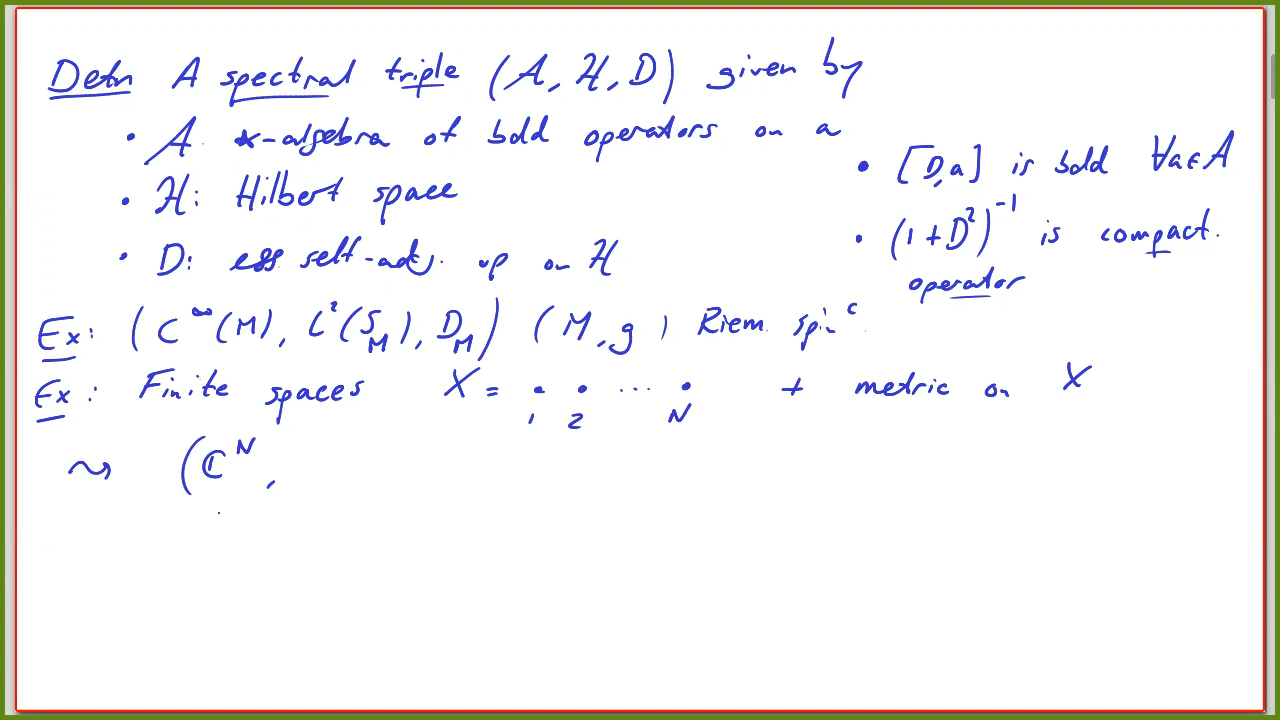 Defn A spectral triple (A, H, D) given by
• A *-algebra of bdd operators on a
• H: Hilbert space
• D: ess self-adj. op on H
• [D,a] is bdd ∀a∈A
• (1+D²)⁻¹ is compact.
operator
Ex: (C^∞(M), L²(S_M), D_M) (M,g) Riem. spin^c.
Ex: Finite spaces X = • • ... • + metric on X
1 2 N
⇝ (ℂ^N,